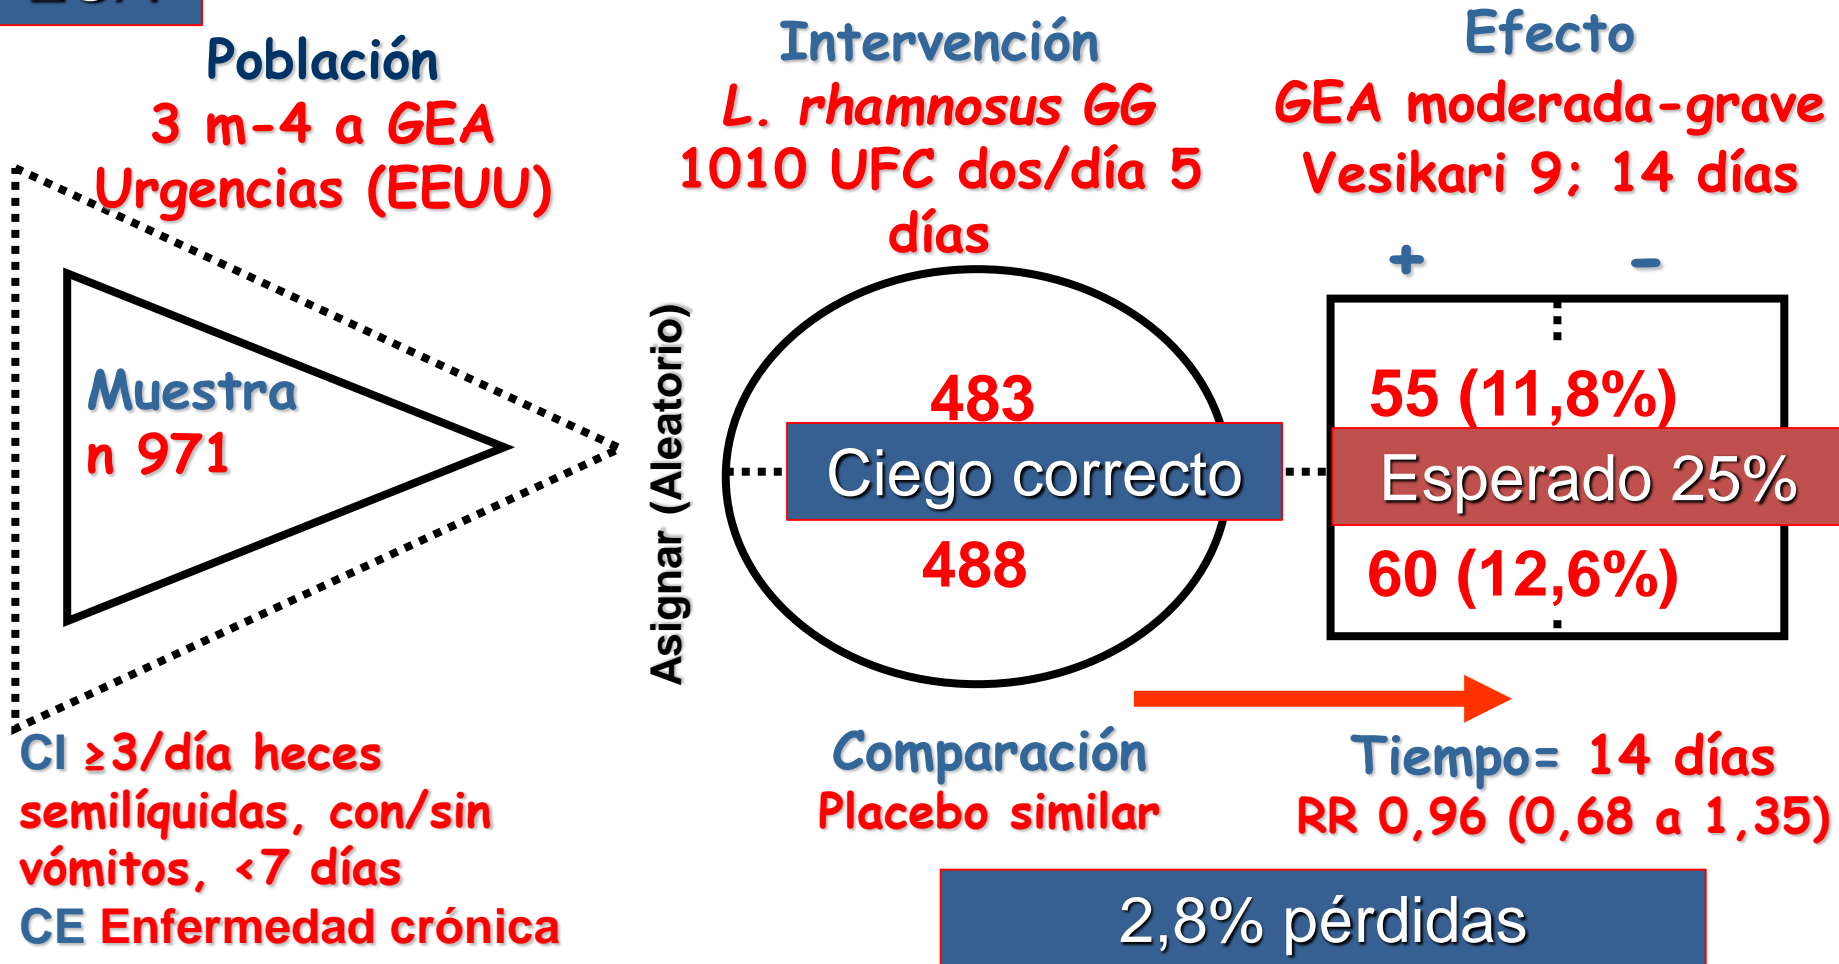 Población
3 m-4 a GEA
Urgencias (EEUU)
Intervención
L. rhamnosus GG
1010 UFC dos/día 5
días
Efecto
GEA moderada-grave
Vesikari 9; 14 días
+ -
Muestra
n 971
Asignar (Aleatorio)
483
Ciego correcto
488
55 (11,8%)
Esperado 25%
60 (12,6%)
CI ≥3/día heces
semilíquidas, con/sin
vómitos, <7 días
CE Enfermedad crónica
Comparación
Placebo similar
Tiempo= 14 días
RR 0,96 (0,68 a 1,35)
2,8% pérdidas